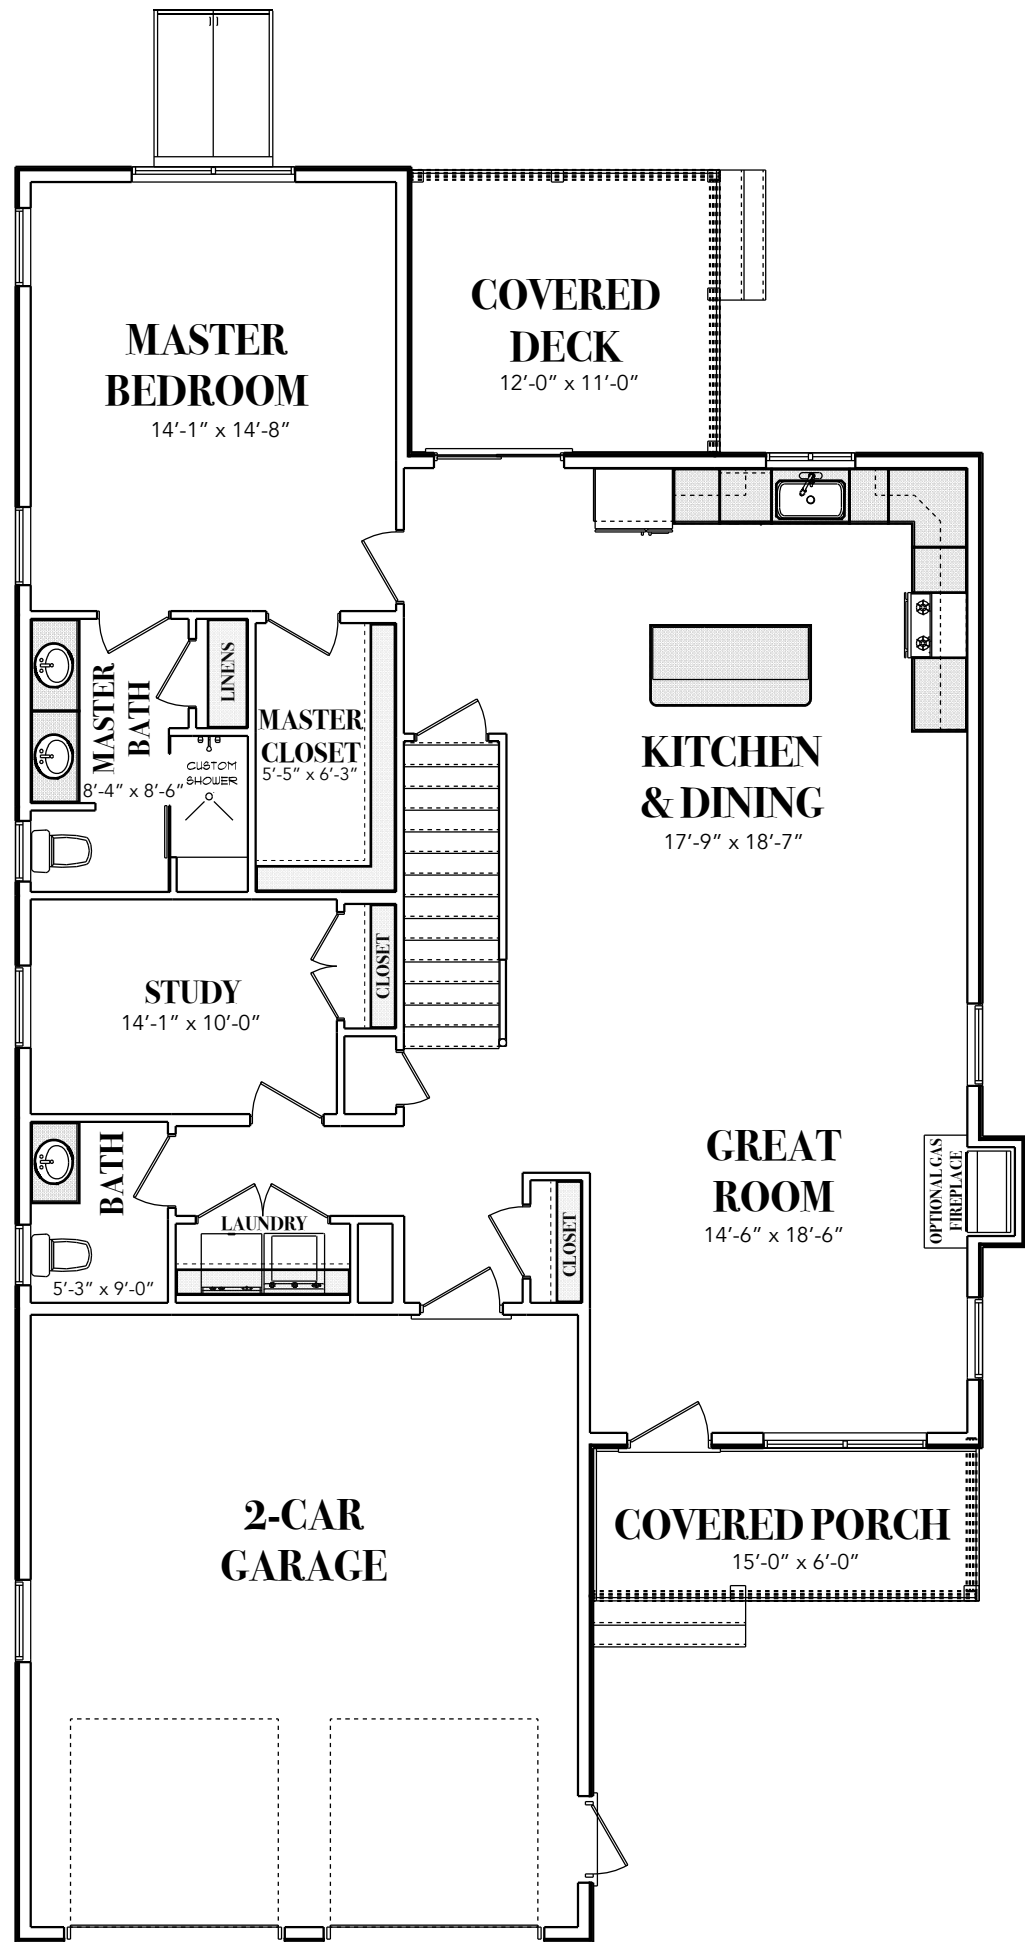 COVERED
DECK
12'-0" x 11'-0"
MASTER
BEDROOM
14'-1" x 14'-8"
LINENS
MASTER
BATH
8'-4" x 8'-6"
CUSTOM
SHOWER
MASTER
CLOSET
5'-5" x 6'-3"
KITCHEN
& DINING
17'-9" x 18'-7"
CLOSET
STUDY
14'-1" x 10'-0"
BATH
5'-3" x 9'-0"
LAUNDRY
CLOSET
GREAT
ROOM
14'-6" x 18'-6"
OPTIONAL GAS
FIREPLACE
2-CAR
GARAGE
COVERED PORCH
15'-0" x 6'-0"